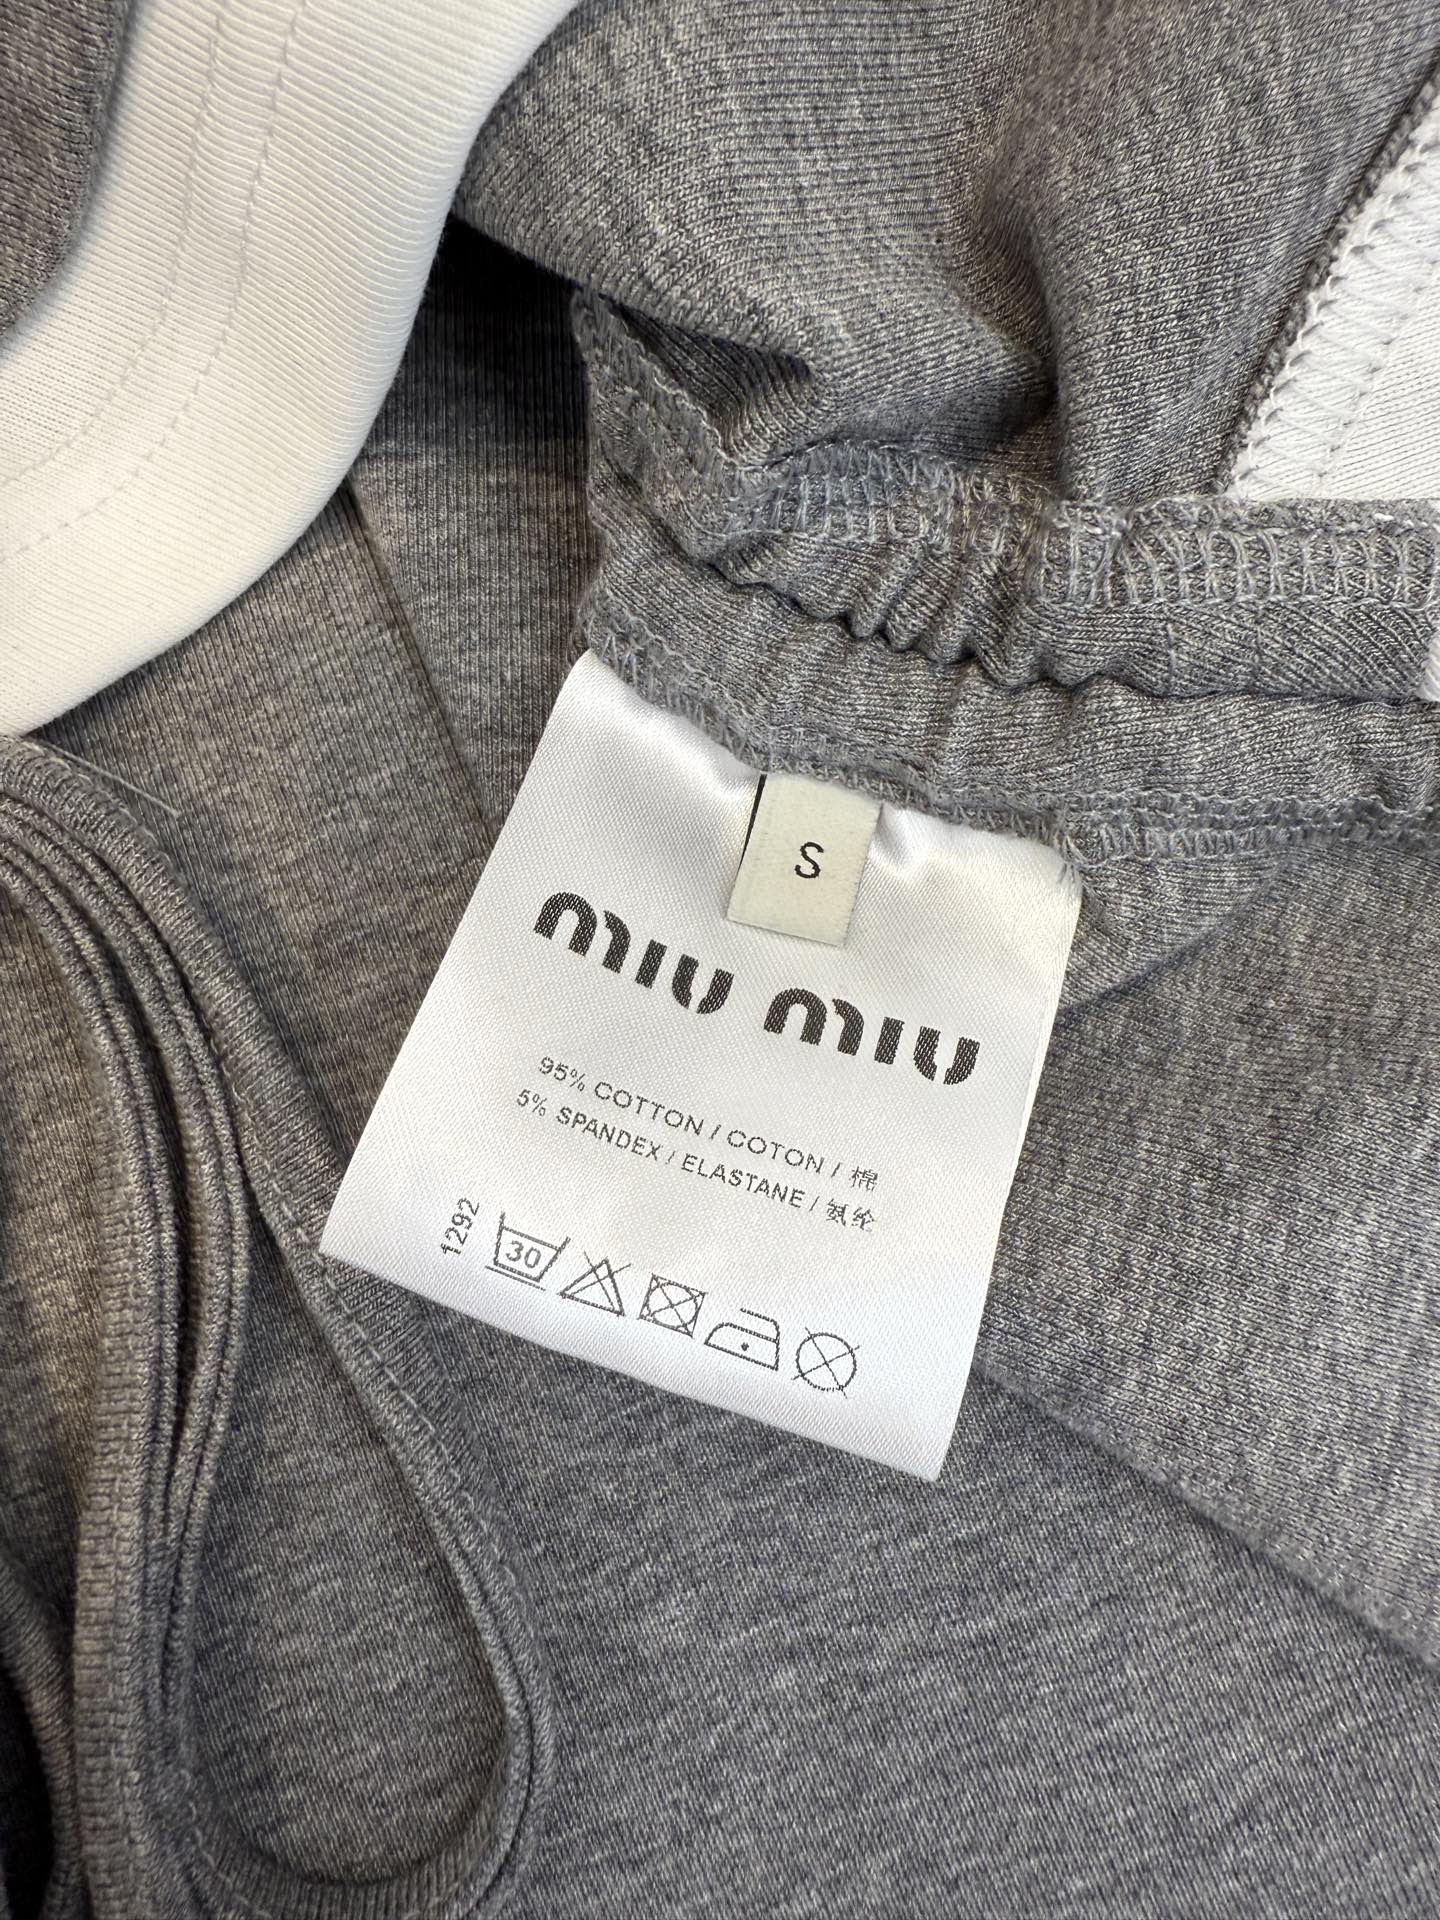 S
miu miu
95% COTTON / COTON / 棉
5% SPANDEX / ELASTANE / 氨纶
1292
30